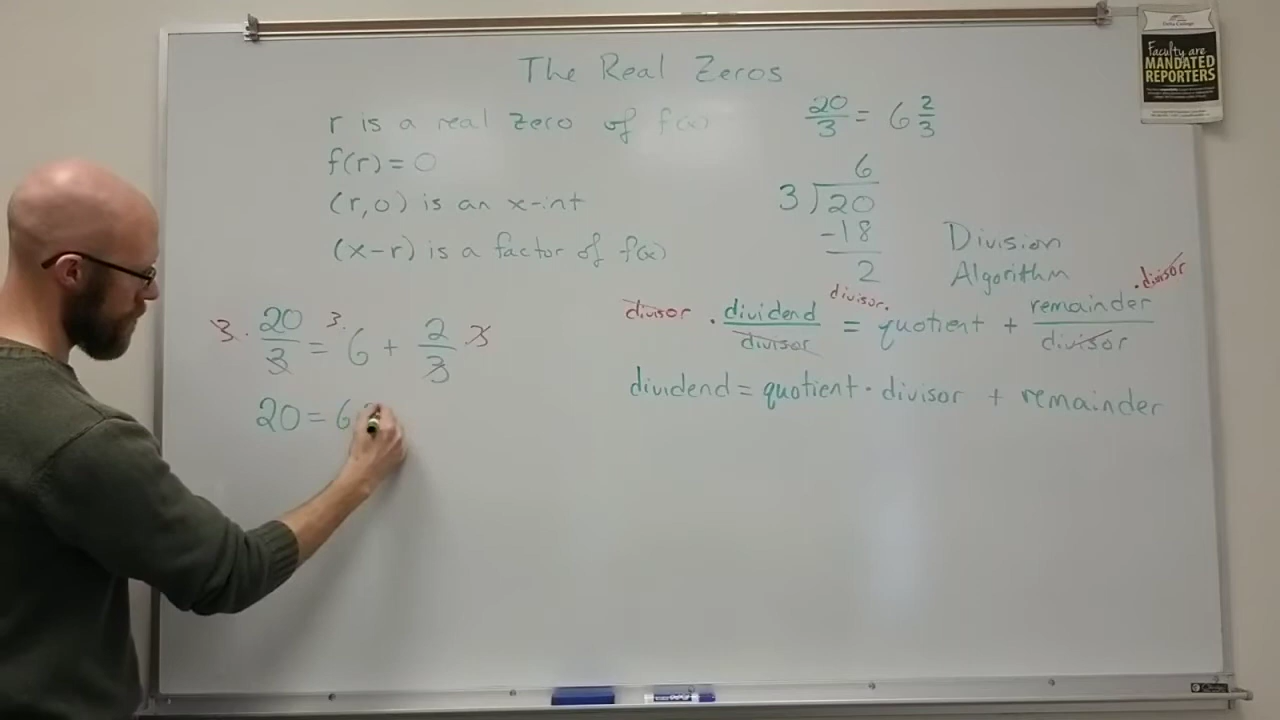 The Real Zeros
r is a real zero of f(x)
f(r) = 0
(r,0) is an x-int
(x-r) is a factor of f(x)
3. 20/3 = 3. 6 + 2/3 . 3
20 = 6
20/3 = 6 2/3
6
3 20
-18
2
Division
Algorithm
divisor . dividend/divisor = divisor. quotient + remainder/divisor . divisor
dividend = quotient · divisor + remainder
Faculty are
MANDATED
REPORTERS